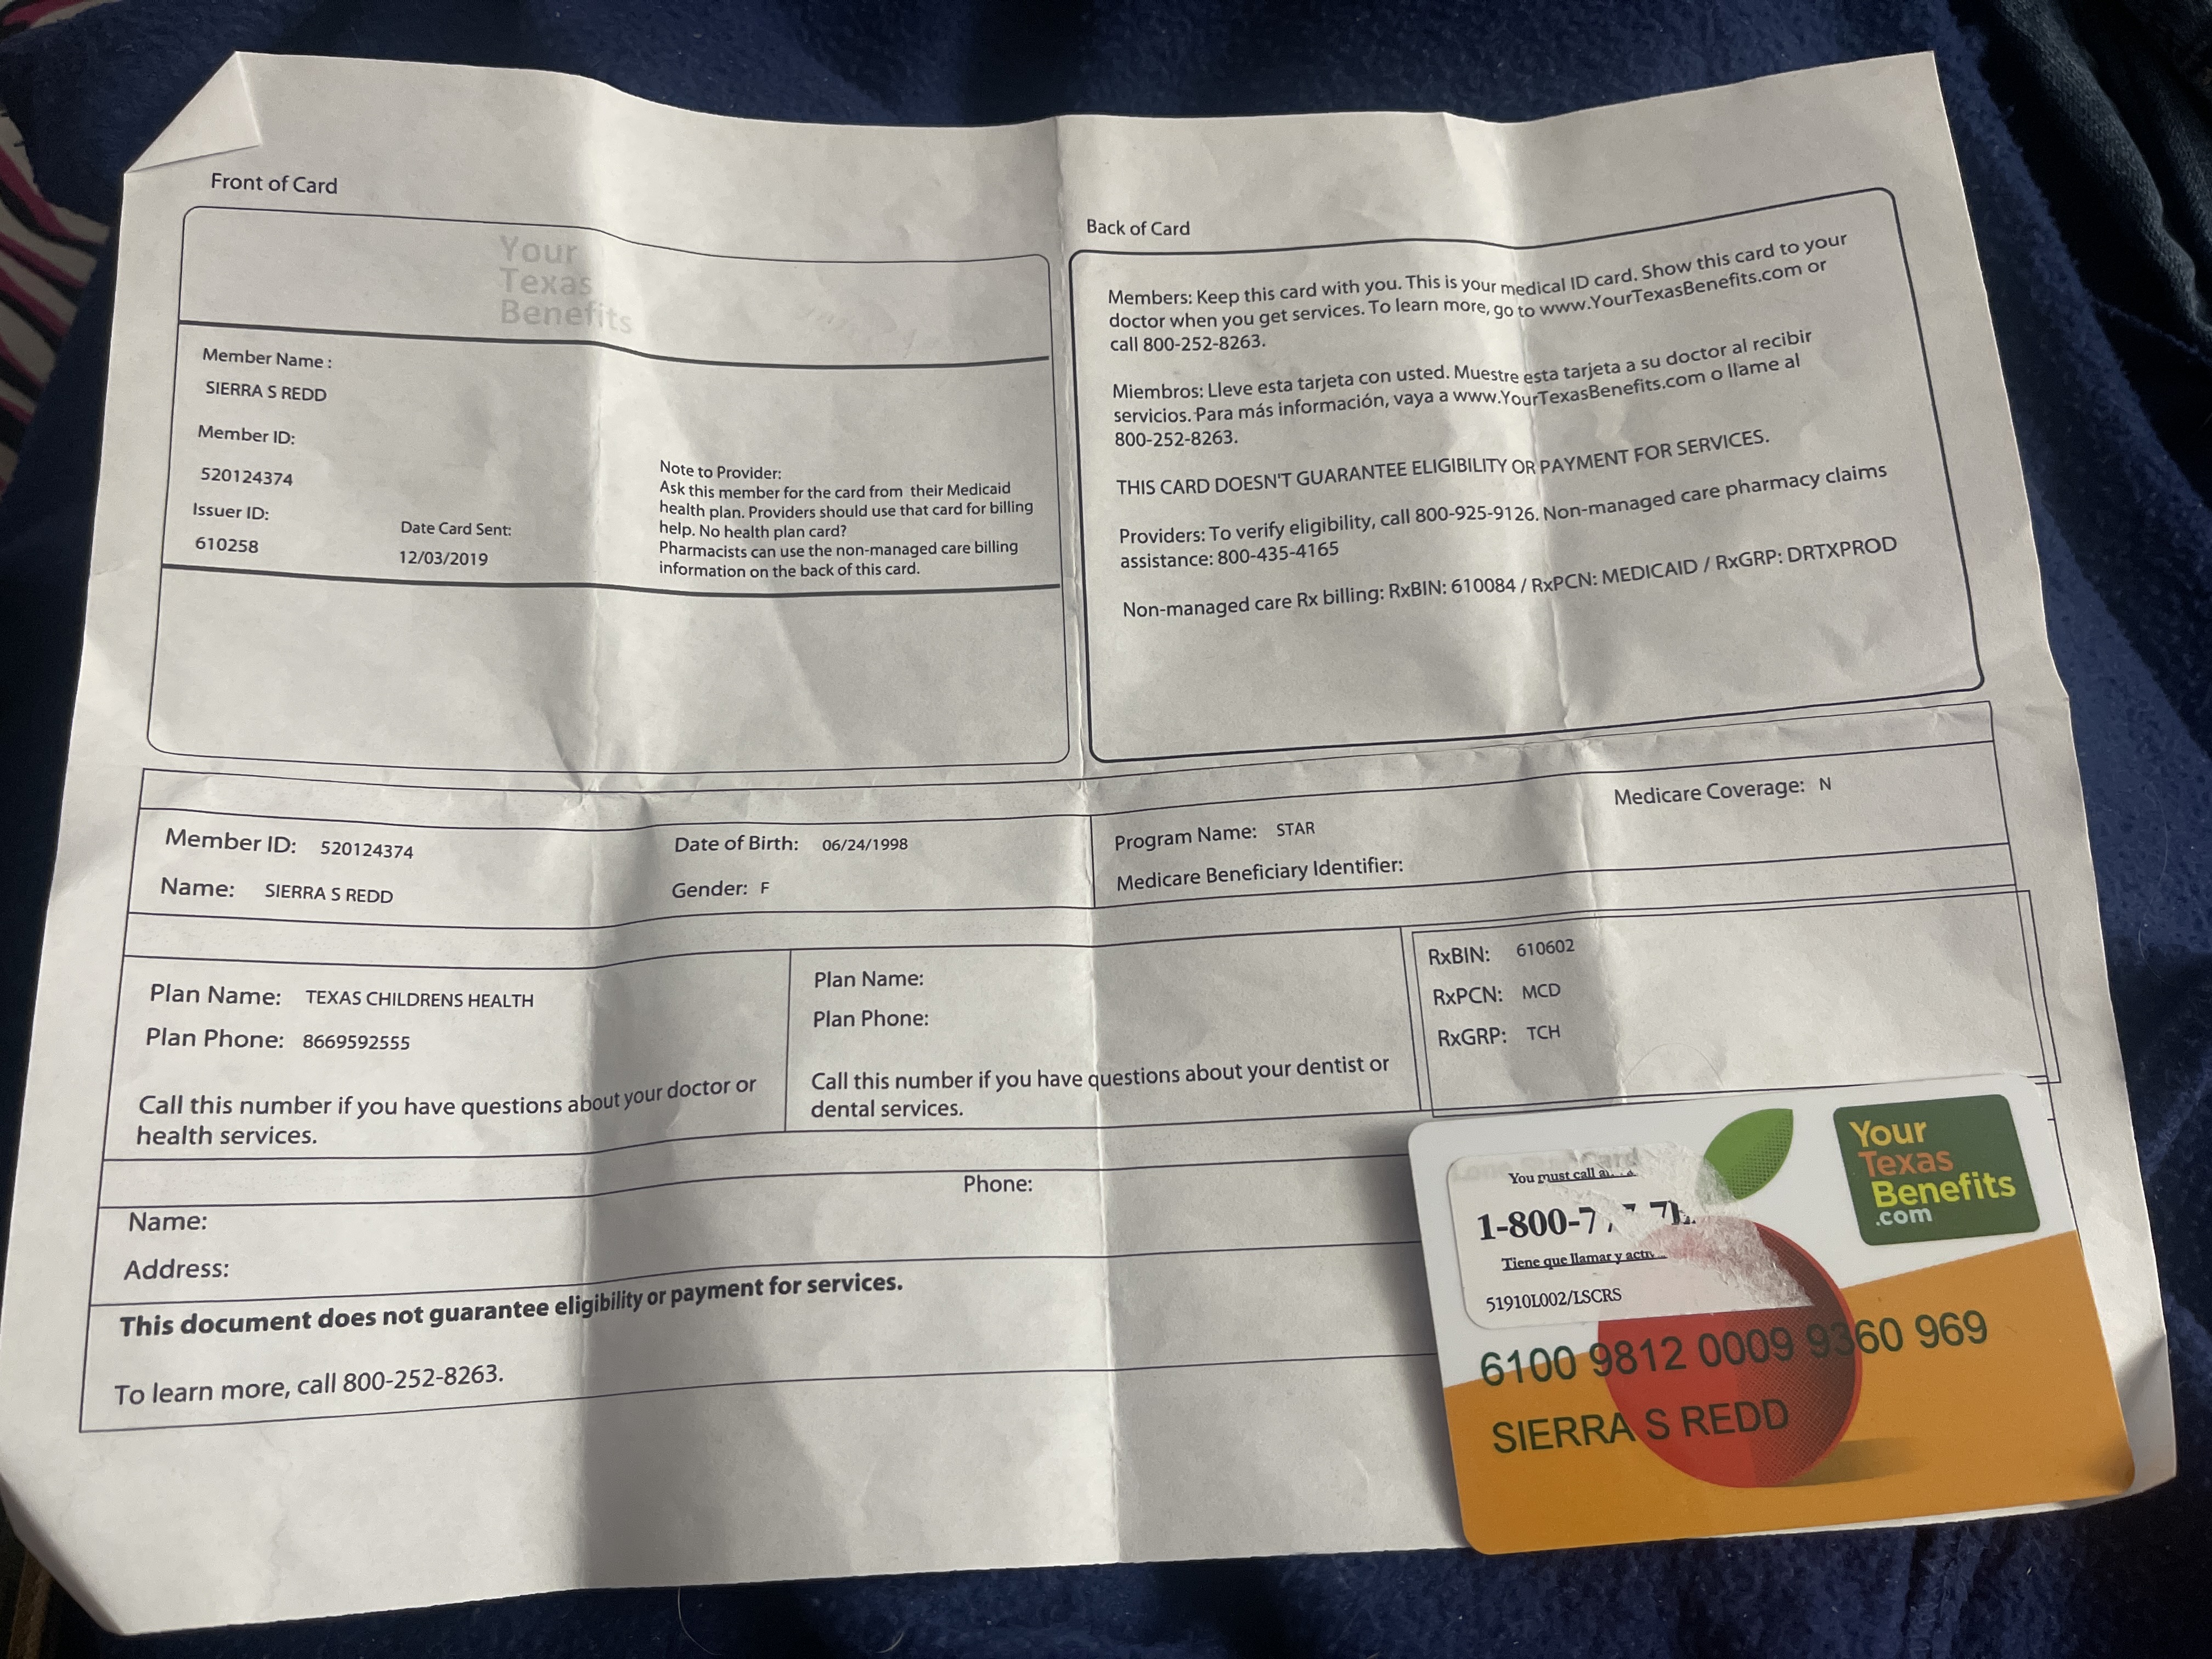 Front of Card
Your
Texas
Benefits
Member Name :
SIERRA S REDD
Member ID:
520124374
Issuer ID:
610258
Date Card Sent:
12/03/2019
Note to Provider:
Ask this member for the card from their Medicaid
health plan. Providers should use that card for billing
help. No health plan card?
Pharmacists can use the non-managed care billing
information on the back of this card.
Back of Card
Members: Keep this card with you. This is your medical ID card. Show this card to your
doctor when you get services. To learn more, go to www.YourTexasBenefits.com or
call 800-252-8263.
Miembros: Lleve esta tarjeta con usted. Muestre esta tarjeta a su doctor al recibir
servicios. Para más información, vaya a www.YourTexasBenefits.com o llame al
800-252-8263.
THIS CARD DOESN'T GUARANTEE ELIGIBILITY OR PAYMENT FOR SERVICES.
Providers: To verify eligibility, call 800-925-9126. Non-managed care pharmacy claims
assistance: 800-435-4165
Non-managed care Rx billing: RxBIN: 610084 / RxPCN: MEDICAID / RxGRP: DRTXPROD
Member ID: 520124374
Name: SIERRA S REDD
Date of Birth: 06/24/1998
Gender: F
Program Name: STAR
Medicare Coverage: N
Medicare Beneficiary Identifier:
Plan Name: TEXAS CHILDRENS HEALTH
Plan Phone: 8669592555
Call this number if you have questions about your doctor or
health services.
Plan Name:
Plan Phone:
Call this number if you have questions about your dentist or
dental services.
RxBIN: 610602
RxPCN: MCD
RxGRP: TCH
Name:
Phone:
Address:
This document does not guarantee eligibility or payment for services.
To learn more, call 800-252-8263.
Card
You must call
1-800-7
Tiene que llamar y
51910L002/LSCRS
Your
Texas
Benefits
.com
6100 9812 0009 9360 969
SIERRA S REDD